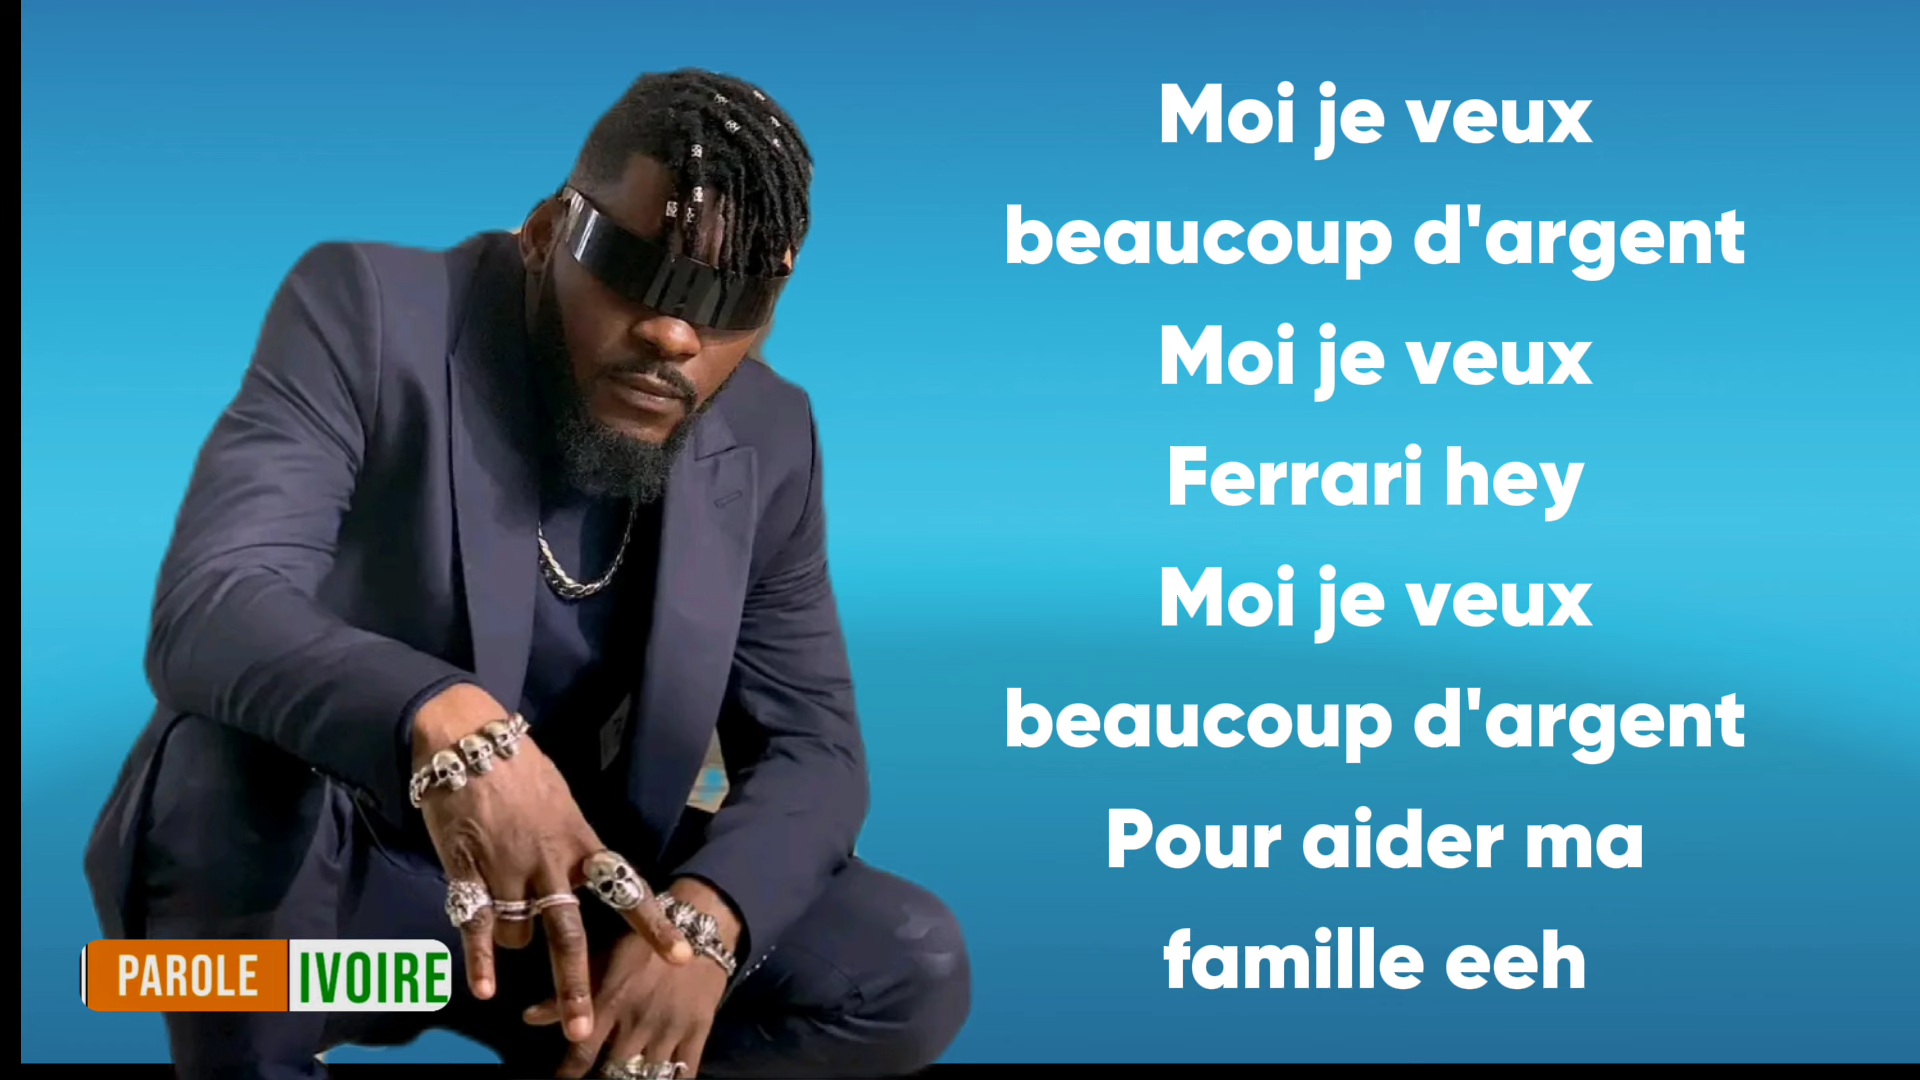 Moi je veux
beaucoup d'argent
Moi je veux
Ferrari hey
Moi je veux
beaucoup d'argent
Pour aider ma
famille eeh
PAROLE IVOIRE